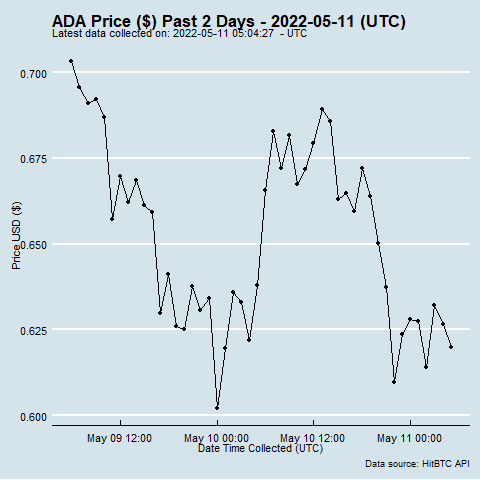 ADA Price ($) Past 2 Days - 2022-05-11 (UTC)
Latest data collected on: 2022-05-11 05:04:27  - UTC
0.700
0.675
0.650
0.625
0.600
Price USD ($)
May 09 12:00 May 10 00:00 May 10 12:00 May 11 00:00
Date Time Collected (UTC)
Data source: HitBTC API